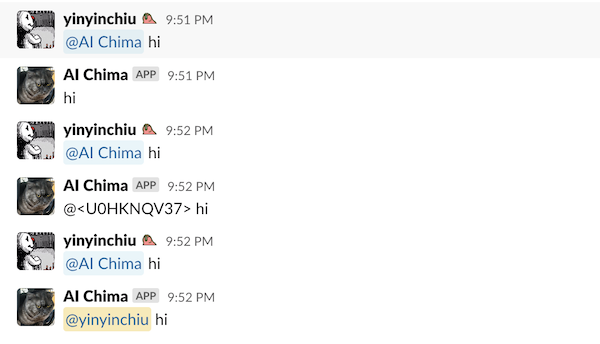 yinyinchiu 9:51 PM
@AI Chima hi
AI Chima APP 9:51 PM
hi
yinyinchiu 9:52 PM
@AI Chima hi
AI Chima APP 9:52 PM
@<U0HKNQV37> hi
yinyinchiu 9:52 PM
@AI Chima hi
AI Chima APP 9:52 PM
@yinyinchiu hi